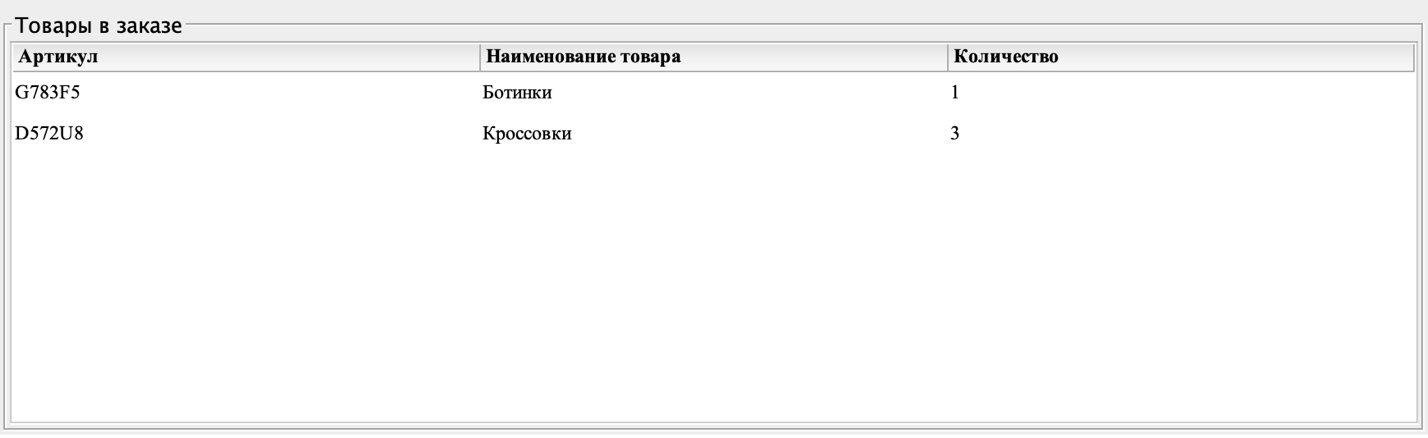 Товары в заказе
Артикул Наименование товара Количество
G783F5 Ботинки 1
D572U8 Кроссовки 3